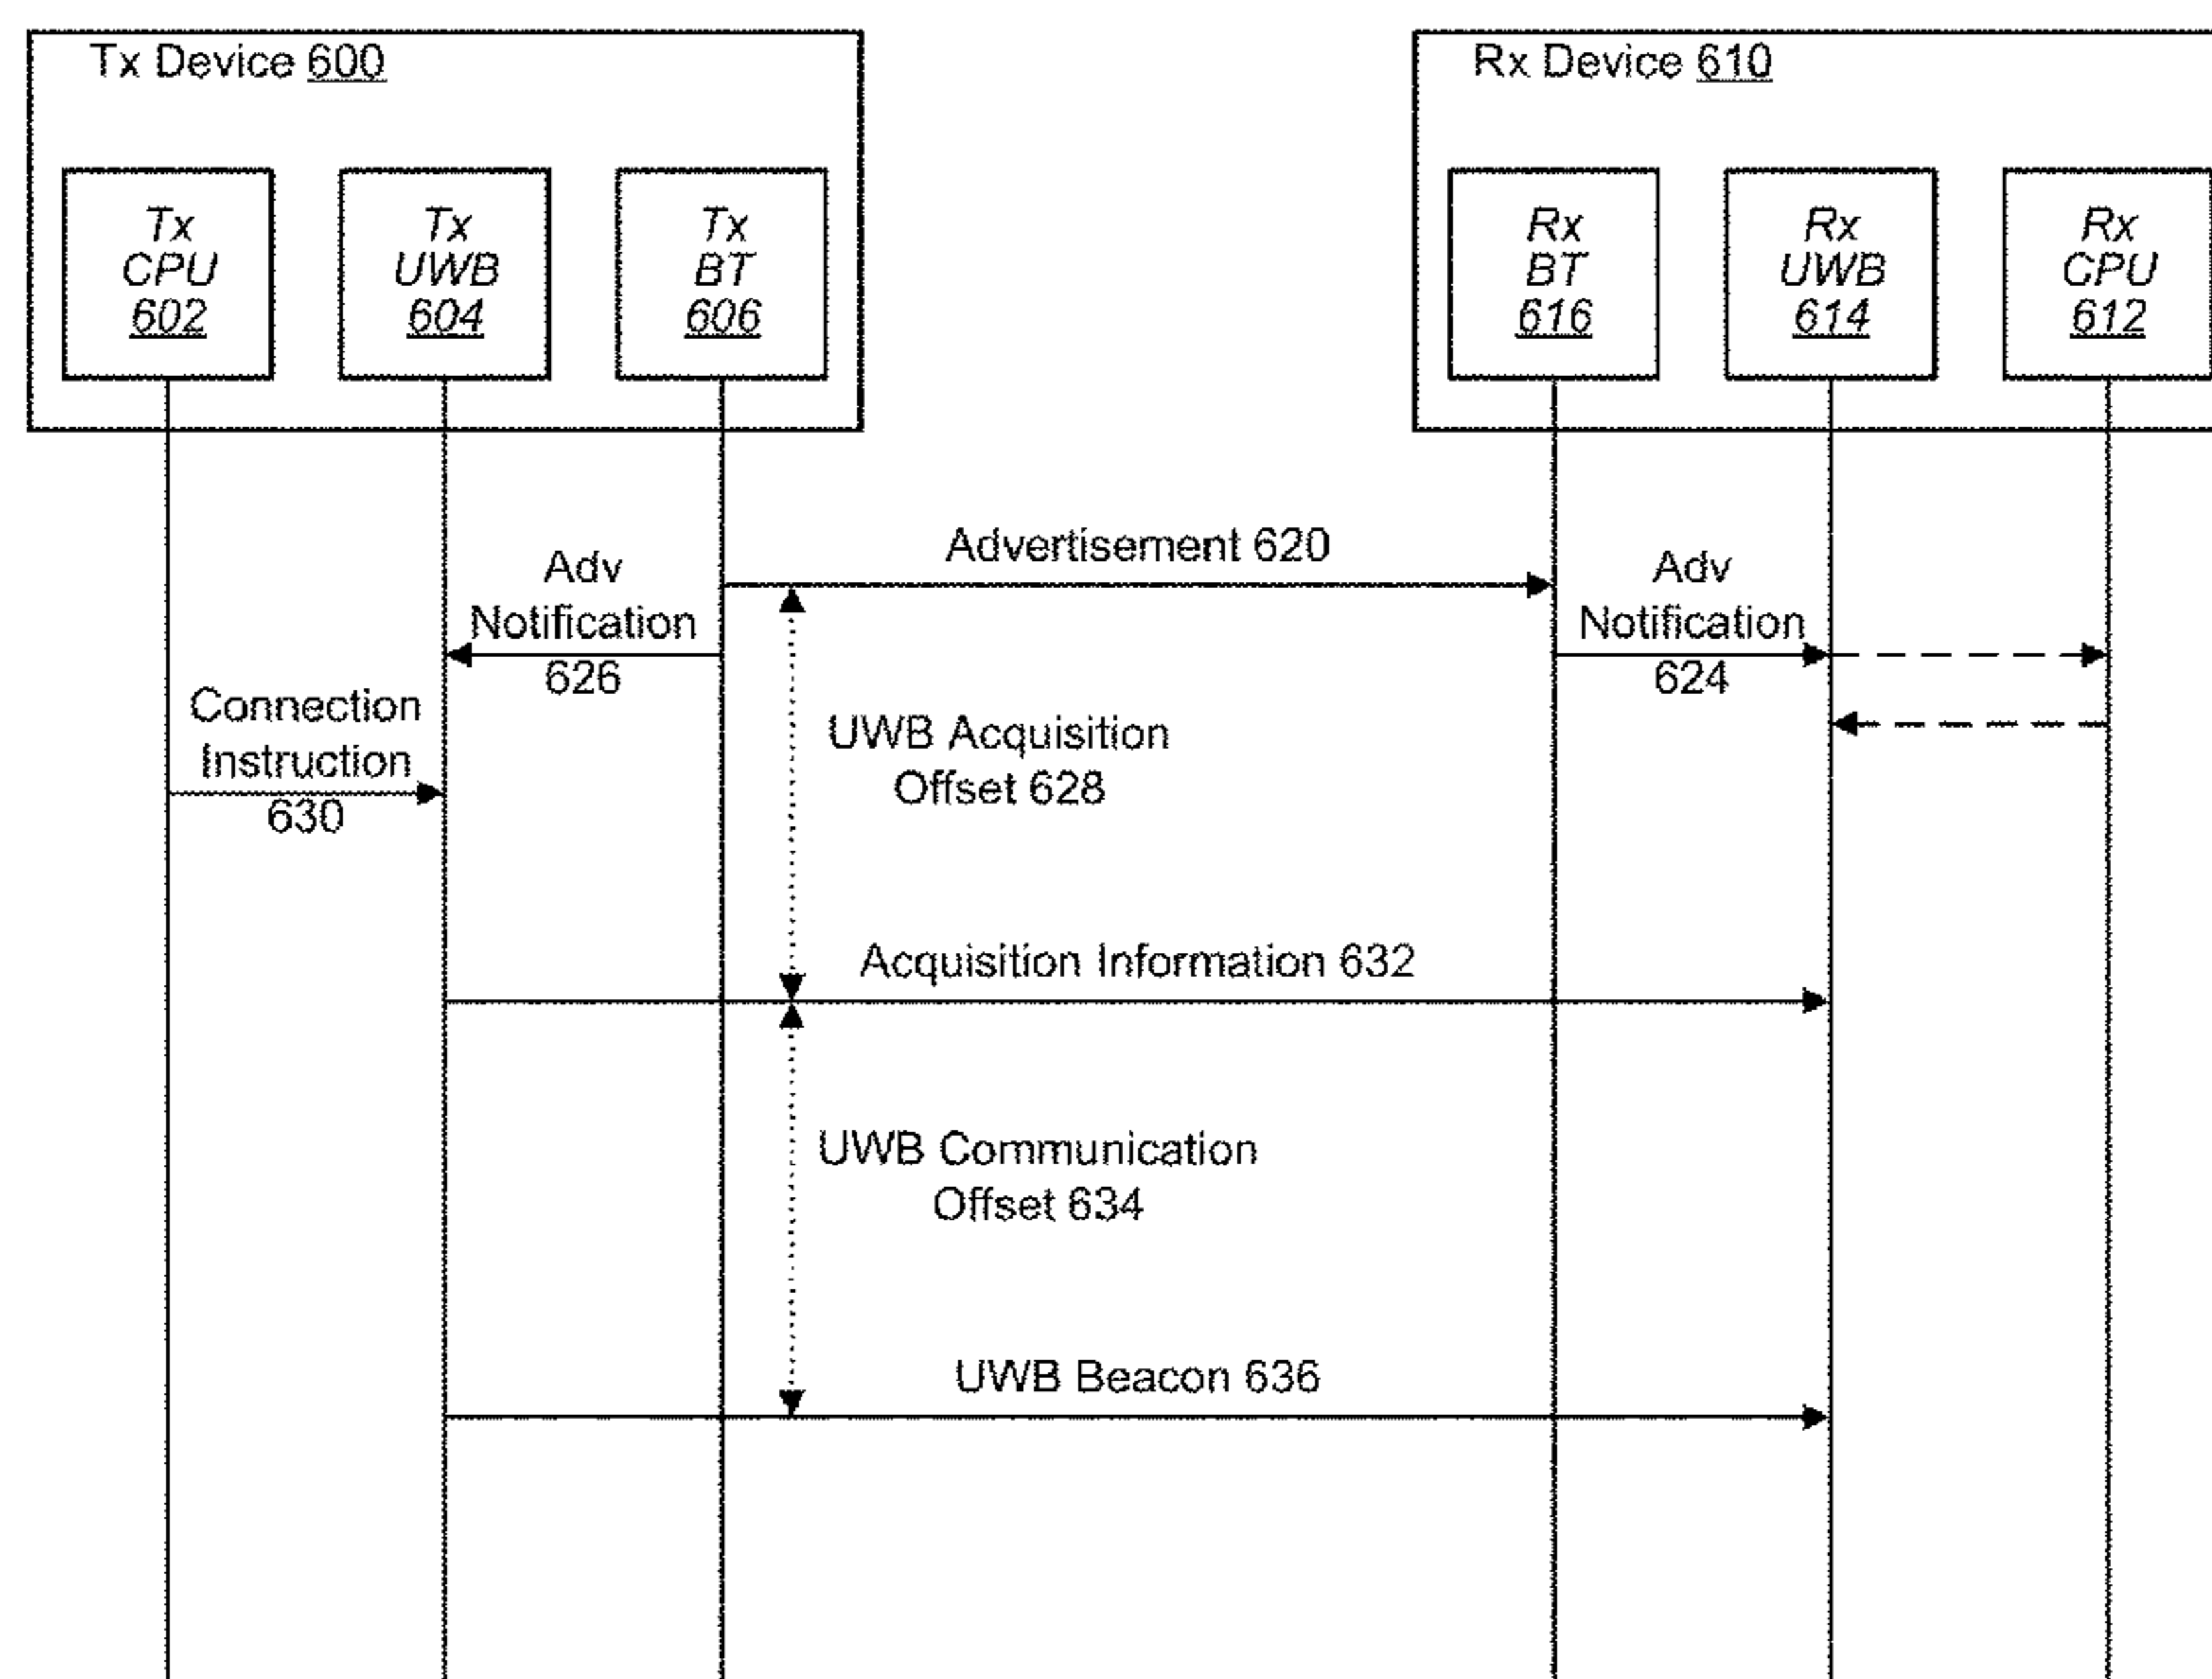 Tx Device 600
Rx Device 610
Tx
CPU
602
Tx
UWB
604
Tx
BT
606
Rx
BT
616
Rx
UWB
614
Rx
CPU
612
Advertisement 620
Adv
Notification
626
Adv
Notification
624
Connection
Instruction
630
UWB Acquisition
Offset 628
Acquisition Information 632
UWB Communication
Offset 634
UWB Beacon 636